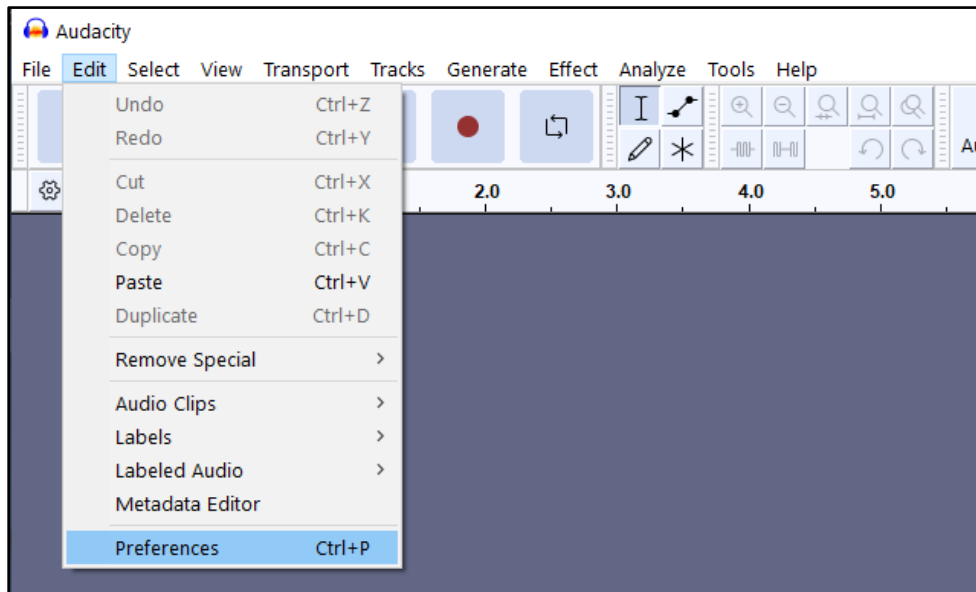 Audacity
File Edit Select View Transport Tracks Generate Effect Analyze Tools Help
Undo Ctrl+Z
Redo Ctrl+Y
Cut Ctrl+X
2.0 3.0 4.0 5.0
Delete Ctrl+K
Copy Ctrl+C
Paste Ctrl+V
Duplicate Ctrl+D
Remove Special
Audio Clips
Labels
Labeled Audio
Metadata Editor
Preferences Ctrl+P